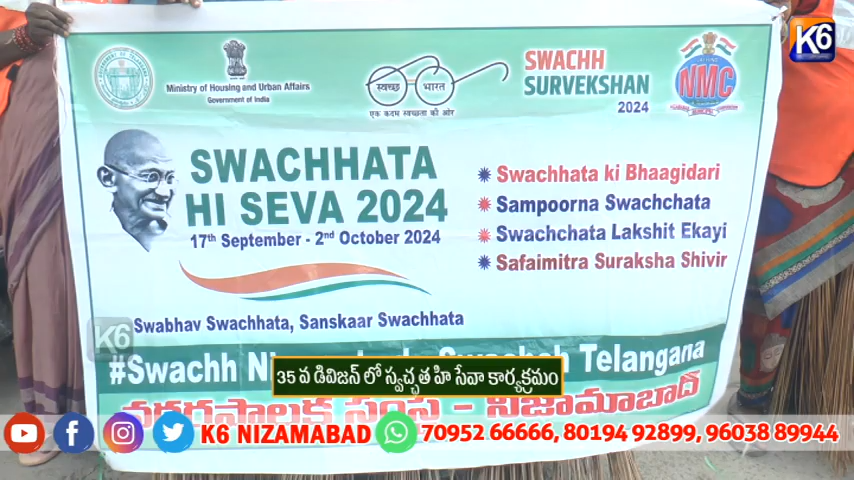 K6
Ministry of Housing and Urban Affairs
Government of India
स्वच्छ भारत
एक कदम स्वच्छता की ओर
SWACHH
SURVEKSHAN
2024
NMC
SWACHHATA
HI SEVA 2024
17th September - 2nd October 2024
Swachhata ki Bhaagidari
Sampoorna Swachchata
Swachchata Lakshit Ekayi
Safaimitra Suraksha Shivir
Swabhav Swachhata, Sanskaar Swachhata
K6
#Swachh Telangana
35 వ డివిజన్ లో స్వచ్ఛత హి సేవా కార్యక్రమం
నగరపాలక సంస్థ - నిజామాబాద్
K6 NIZAMABAD 70952 66666, 80194 92899, 96038 89944